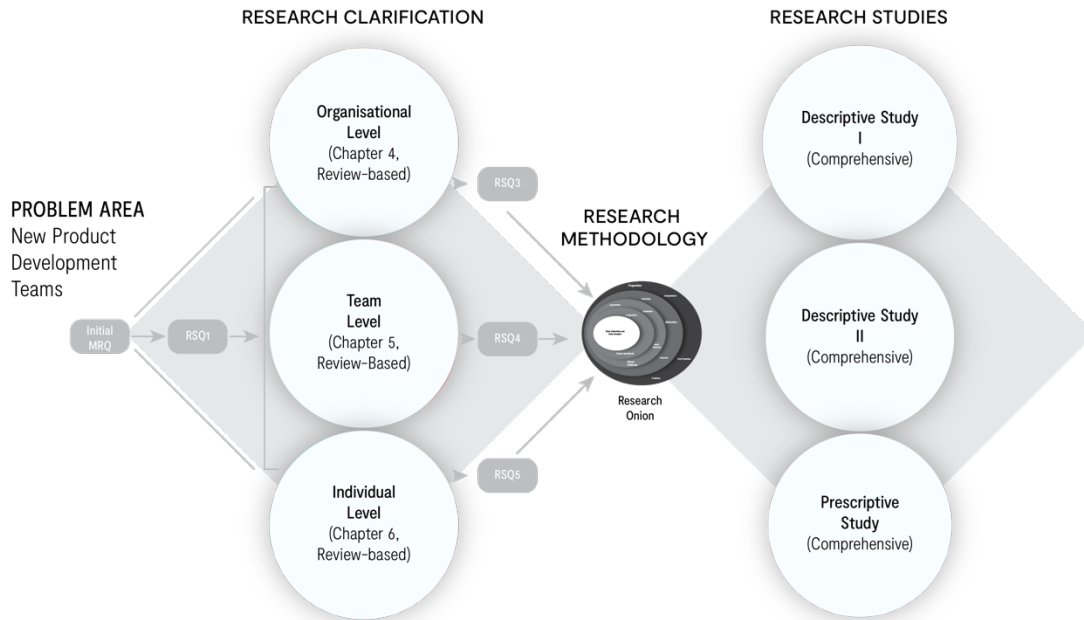 RESEARCH CLARIFICATION
RESEARCH STUDIES
PROBLEM AREA
New Product
Development
Teams
Initial
MRQ
RSQ1
Organisational
Level
(Chapter 4,
Review-based)
Team
Level
(Chapter 5,
Review-Based)
Individual
Level
(Chapter 6,
Review-based)
RSQ3
RSQ4
RSQ5
RESEARCH
METHODOLOGY
Research
Onion
Descriptive Study
I
(Comprehensive)
Descriptive Study
II
(Comprehensive)
Prescriptive
Study
(Comprehensive)